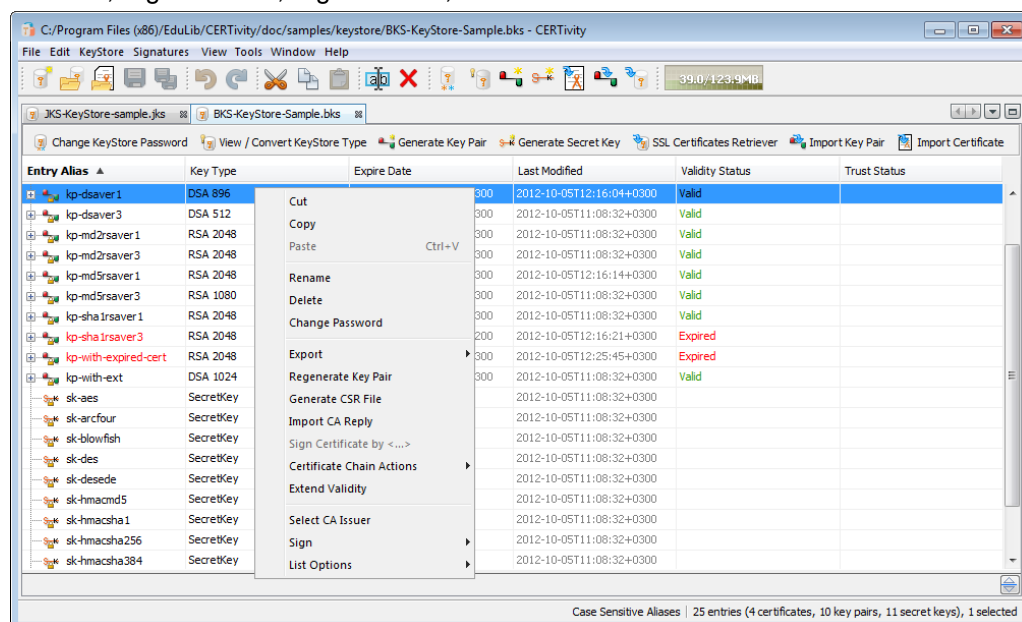 C:/Program Files (x86)/EduLib/CERTivity/doc/samples/keystore/BKS-KeyStore-Sample.bks - CERTivity
File Edit KeyStore Signatures View Tools Window Help
39.0/123.9MB
JKS-KeyStore-sample.jks BKS-KeyStore-Sample.bks
Change KeyStore Password View / Convert KeyStore Type Generate Key Pair Generate Secret Key SSL Certificates Retriever Import Key Pair Import Certificate
Entry Alias Key Type Expire Date Last Modified Validity Status Trust Status
kp-dsaver1 DSA 896 300 2012-10-05T12:16:04+0300 Valid
kp-dsaver3 DSA 512 300 2012-10-05T11:08:32+0300 Valid
kp-md2rsaver1 RSA 2048 300 2012-10-05T11:08:32+0300 Valid
kp-md2rsaver3 RSA 2048 300 2012-10-05T11:08:32+0300 Valid
kp-md5rsaver1 RSA 2048 300 2012-10-05T12:16:14+0300 Valid
kp-md5rsaver3 RSA 1080 300 2012-10-05T11:08:32+0300 Valid
kp-sha1rsaver1 RSA 2048 300 2012-10-05T11:08:32+0300 Valid
kp-sha1rsaver3 RSA 2048 200 2012-10-05T12:16:21+0300 Expired
kp-with-expired-cert RSA 2048 300 2012-10-05T12:25:45+0300 Expired
kp-with-ext DSA 1024 300 2012-10-05T11:08:32+0300 Valid
sk-aes SecretKey 2012-10-05T11:08:32+0300
sk-arcfour SecretKey 2012-10-05T11:08:32+0300
sk-blowfish SecretKey 2012-10-05T11:08:32+0300
sk-des SecretKey 2012-10-05T11:08:32+0300
sk-desede SecretKey 2012-10-05T11:08:32+0300
sk-hmacmd5 SecretKey 2012-10-05T11:08:32+0300
sk-hmacsha1 SecretKey 2012-10-05T11:08:32+0300
sk-hmacsha256 SecretKey 2012-10-05T11:08:32+0300
sk-hmacsha384 SecretKey 2012-10-05T11:08:32+0300
Cut
Copy
Paste Ctrl+V
Rename
Delete
Change Password
Export
Regenerate Key Pair
Generate CSR File
Import CA Reply
Sign Certificate by <...>
Certificate Chain Actions
Extend Validity
Select CA Issuer
Sign
List Options
Case Sensitive Aliases 25 entries (4 certificates, 10 key pairs, 11 secret keys), 1 selected